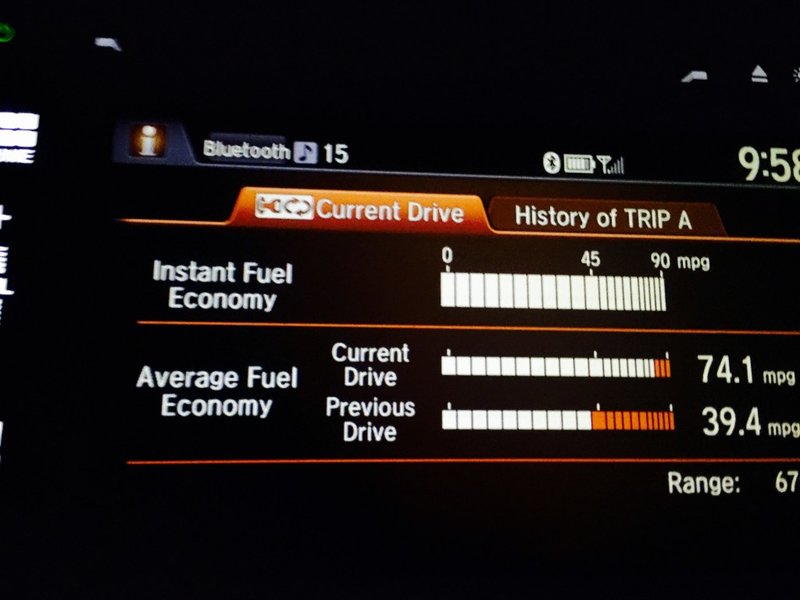 Bluetooth 15
9:58
Current Drive
History of TRIP A
0 45 90 mpg
Instant Fuel
Economy
Average Fuel
Economy
Current
Drive
74.1 mpg
Previous
Drive
39.4 mpg
Range: 67